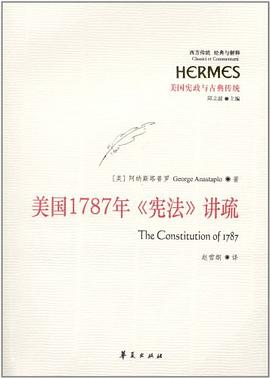 西方传统 经典与解释
Classici et Commentarii
HERMES
美国宪政与古典传统
邱立波●主编
[美] 阿纳斯塔普罗 George Anastaplo ● 著
美国1787年《宪法》讲疏
The Constitution of 1787
赵雪纲 ● 译
华夏出版社